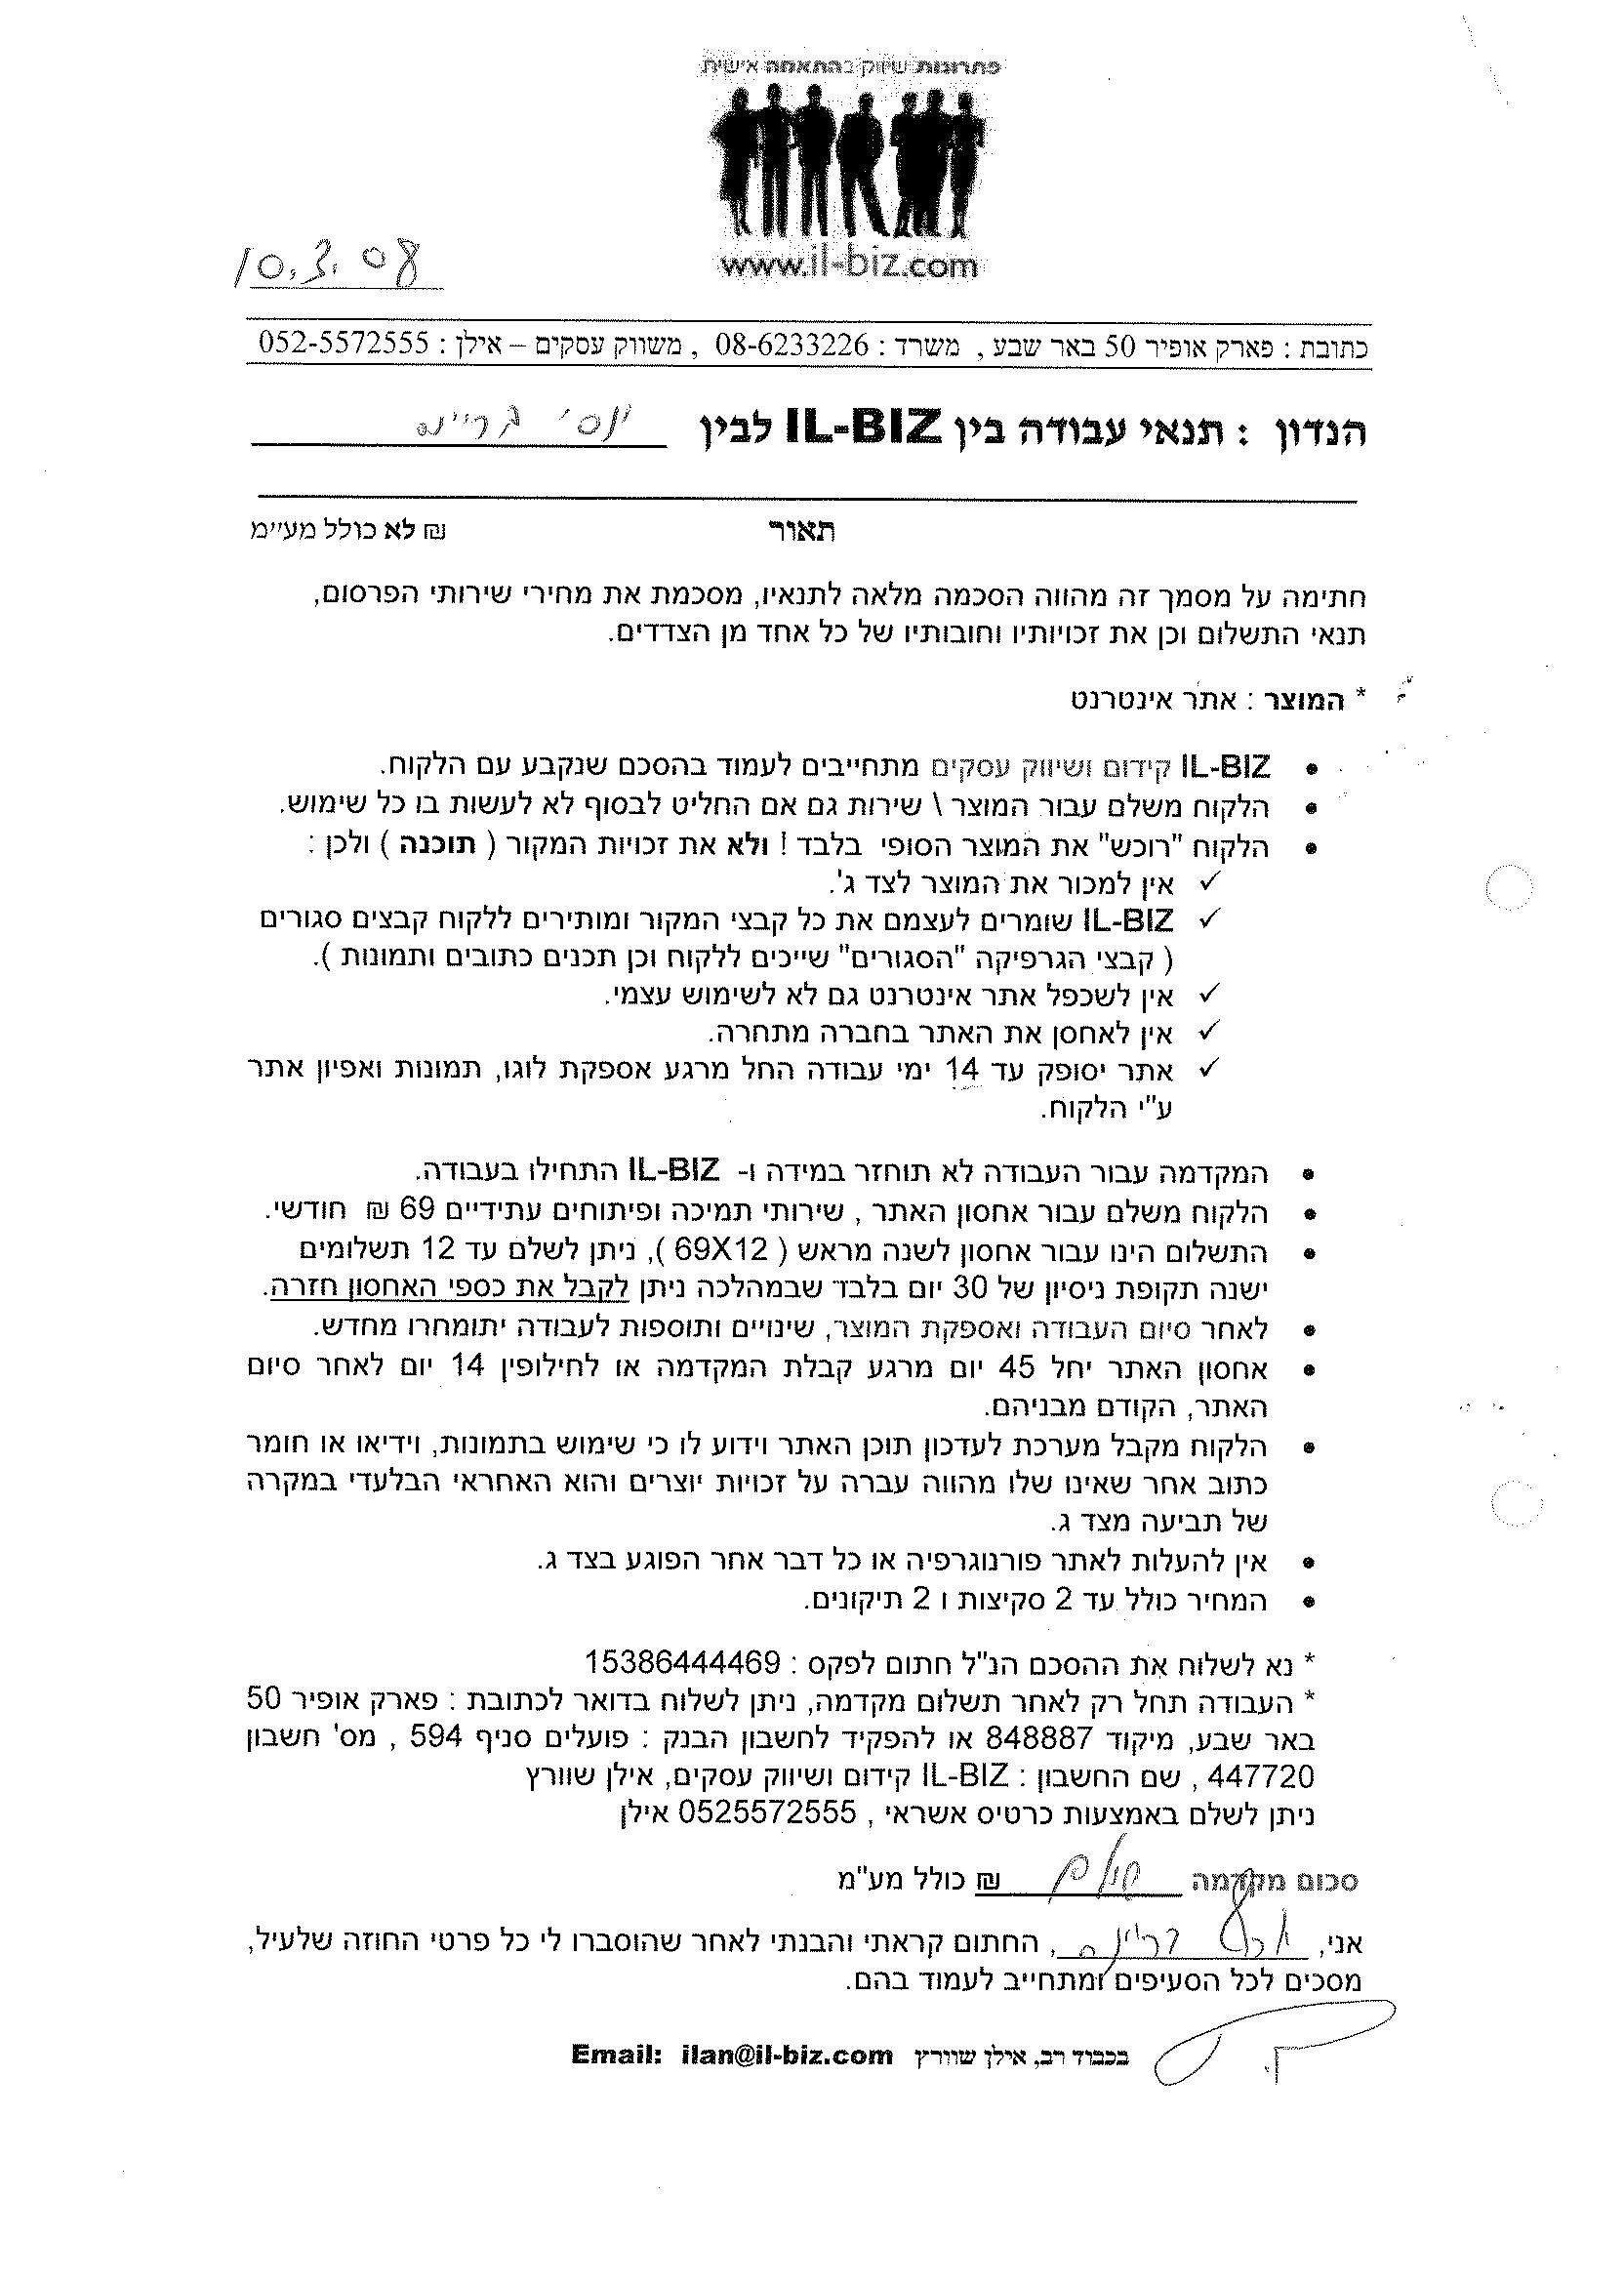 פתרונות שיווק בהתאמה אישית
www.il-biz.com
10.3.08
כתובת : פארק אופיר 50 באר שבע , משרד : 08-6233226 , משווק עסקים – אילן : 052-5572555
הנדון : תנאי עבודה בין IL-BIZ לבין
תאור ₪ לא כולל מע״מ
חתימה על מסמך זה מהווה הסכמה מלאה לתנאיו, מסכמת את מחירי שירותי הפרסום,
תנאי התשלום וכן את זכויותיו וחובותיו של כל אחד מן הצדדים.
* המוצר : אתר אינטרנט
• IL-BIZ קידום ושיווק עסקים מתחייבים לעמוד בהסכם שנקבע עם הלקוח.
• הלקוח משלם עבור המוצר \ שירות גם אם החליט לבסוף לא לעשות בו כל שימוש.
• הלקוח "רוכש" את המוצר הסופי בלבד ! ולא את זכויות המקור ( תוכנה ) ולכן :
✓ אין למכור את המוצר לצד ג'.
✓ IL-BIZ שומרים לעצמם את כל קבצי המקור ומותירים ללקוח קבצים סגורים
( קבצי הגרפיקה "הסגורים" שייכים ללקוח וכן תכנים כתובים ותמונות ).
✓ אין לשכפל אתר אינטרנט גם לא לשימוש עצמי.
✓ אין לאחסן את האתר בחברה מתחרה.
✓ אתר יסופק עד 14 ימי עבודה החל מרגע אספקת לוגו, תמונות ואפיון אתר
ע"י הלקוח.
• המקדמה עבור העבודה לא תוחזר במידה ו- IL-BIZ התחילו בעבודה.
• הלקוח משלם עבור אחסון האתר , שירותי תמיכה ופיתוחים עתידיים 69 ₪ חודשי.
• התשלום הינו עבור אחסון לשנה מראש ( 69X12 ), ניתן לשלם עד 12 תשלומים
ישנה תקופת ניסיון של 30 יום בלבד שבמהלכה ניתן לקבל את כספי האחסון חזרה.
• לאחר סיום העבודה ואספקת המוצר, שינויים ותוספות לעבודה יתומחרו מחדש.
• אחסון האתר יחל 45 יום מרגע קבלת המקדמה או לחילופין 14 יום לאחר סיום
האתר, הקודם מבניהם.
• הלקוח מקבל מערכת לעדכון תוכן האתר וידוע לו כי שימוש בתמונות, וידיאו או חומר
כתוב אחר שאינו שלו מהווה עברה על זכויות יוצרים והוא האחראי הבלעדי במקרה
של תביעה מצד ג.
• אין להעלות לאתר פורנוגרפיה או כל דבר אחר הפוגע בצד ג.
• המחיר כולל עד 2 סקיצות ו 2 תיקונים.
* נא לשלוח את ההסכם הנ"ל חתום לפקס : 15386444469
* העבודה תחל רק לאחר תשלום מקדמה, ניתן לשלוח בדואר לכתובת : פארק אופיר 50
באר שבע, מיקוד 848887 או להפקיד לחשבון הבנק : פועלים סניף 594 , מס' חשבון
447720 , שם החשבון : IL-BIZ קידום ושיווק עסקים, אילן שוורץ
ניתן לשלם באמצעות כרטיס אשראי , 0525572555 אילן
סכום מקדמה שולם ₪ כולל מע"מ
אני, , החתום קראתי והבנתי לאחר שהוסברו לי כל פרטי החוזה שלעיל,
מסכים לכל הסעיפים ומתחייב לעמוד בהם.
בכבוד רב, אילן שוורץ Email: ilan@il-biz.com